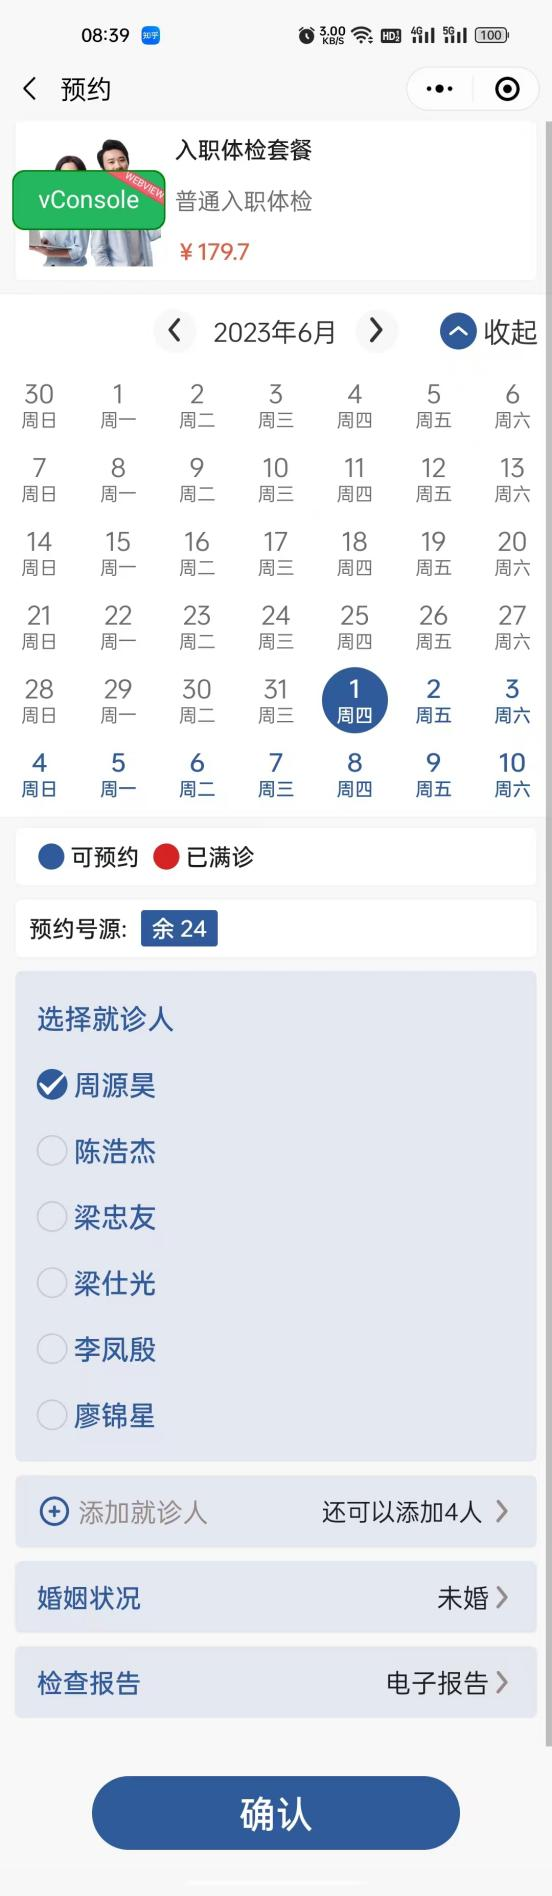 08:39 知乎 3.00 KB/S HD 4G 5G 100
预约
入职体检套餐
WEBVIEW
vConsole
普通入职体检
¥179.7
2023年6月 收起
30 1 2 3 4 5 6
周日 周一 周二 周三 周四 周五 周六
7 8 9 10 11 12 13
周日 周一 周二 周三 周四 周五 周六
14 15 16 17 18 19 20
周日 周一 周二 周三 周四 周五 周六
21 22 23 24 25 26 27
周日 周一 周二 周三 周四 周五 周六
28 29 30 31 1 2 3
周日 周一 周二 周三 周四 周五 周六
4 5 6 7 8 9 10
周日 周一 周二 周三 周四 周五 周六
可预约 已满诊
预约号源: 余 24
选择就诊人
周源昊
陈浩杰
梁忠友
梁仕光
李凤殷
廖锦星
添加就诊人 还可以添加4人
婚姻状况 未婚
检查报告 电子报告
确认